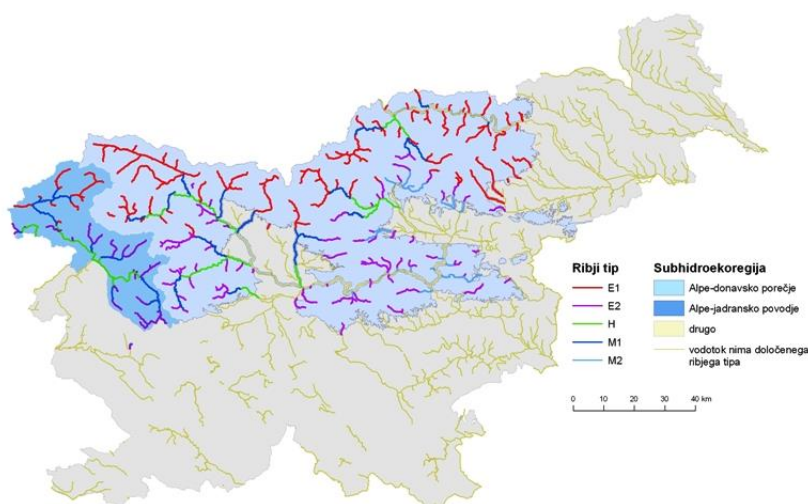 Ribji tip
E1
E2
H
M1
M2
Subhidroekoregija
Alpe-donavsko porečje
Alpe-jadransko povodje
drugo
vodotok nima določenega
ribjega tipa
0 10 20 30 40 km